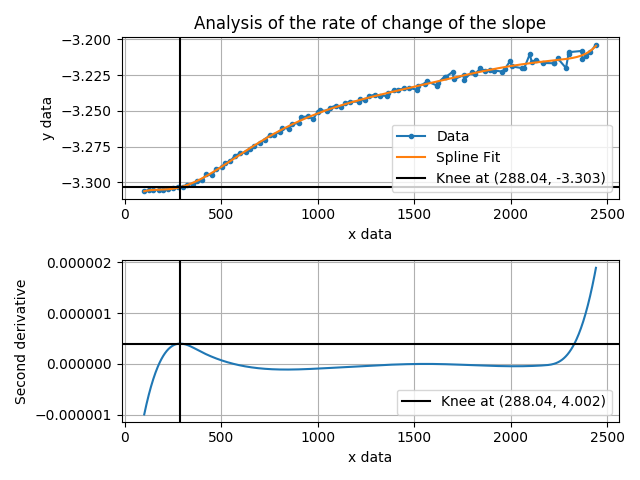 Analysis of the rate of change of the slope
−3.200
−3.225
−3.250
−3.275
−3.300
y data
Data
Spline Fit
Knee at (288.04, -3.303)
0
500
1000
1500
2000
2500
x data
0.000002
0.000001
0.000000
−0.000001
Second derivative
Knee at (288.04, 4.002)
0
500
1000
1500
2000
2500
x data